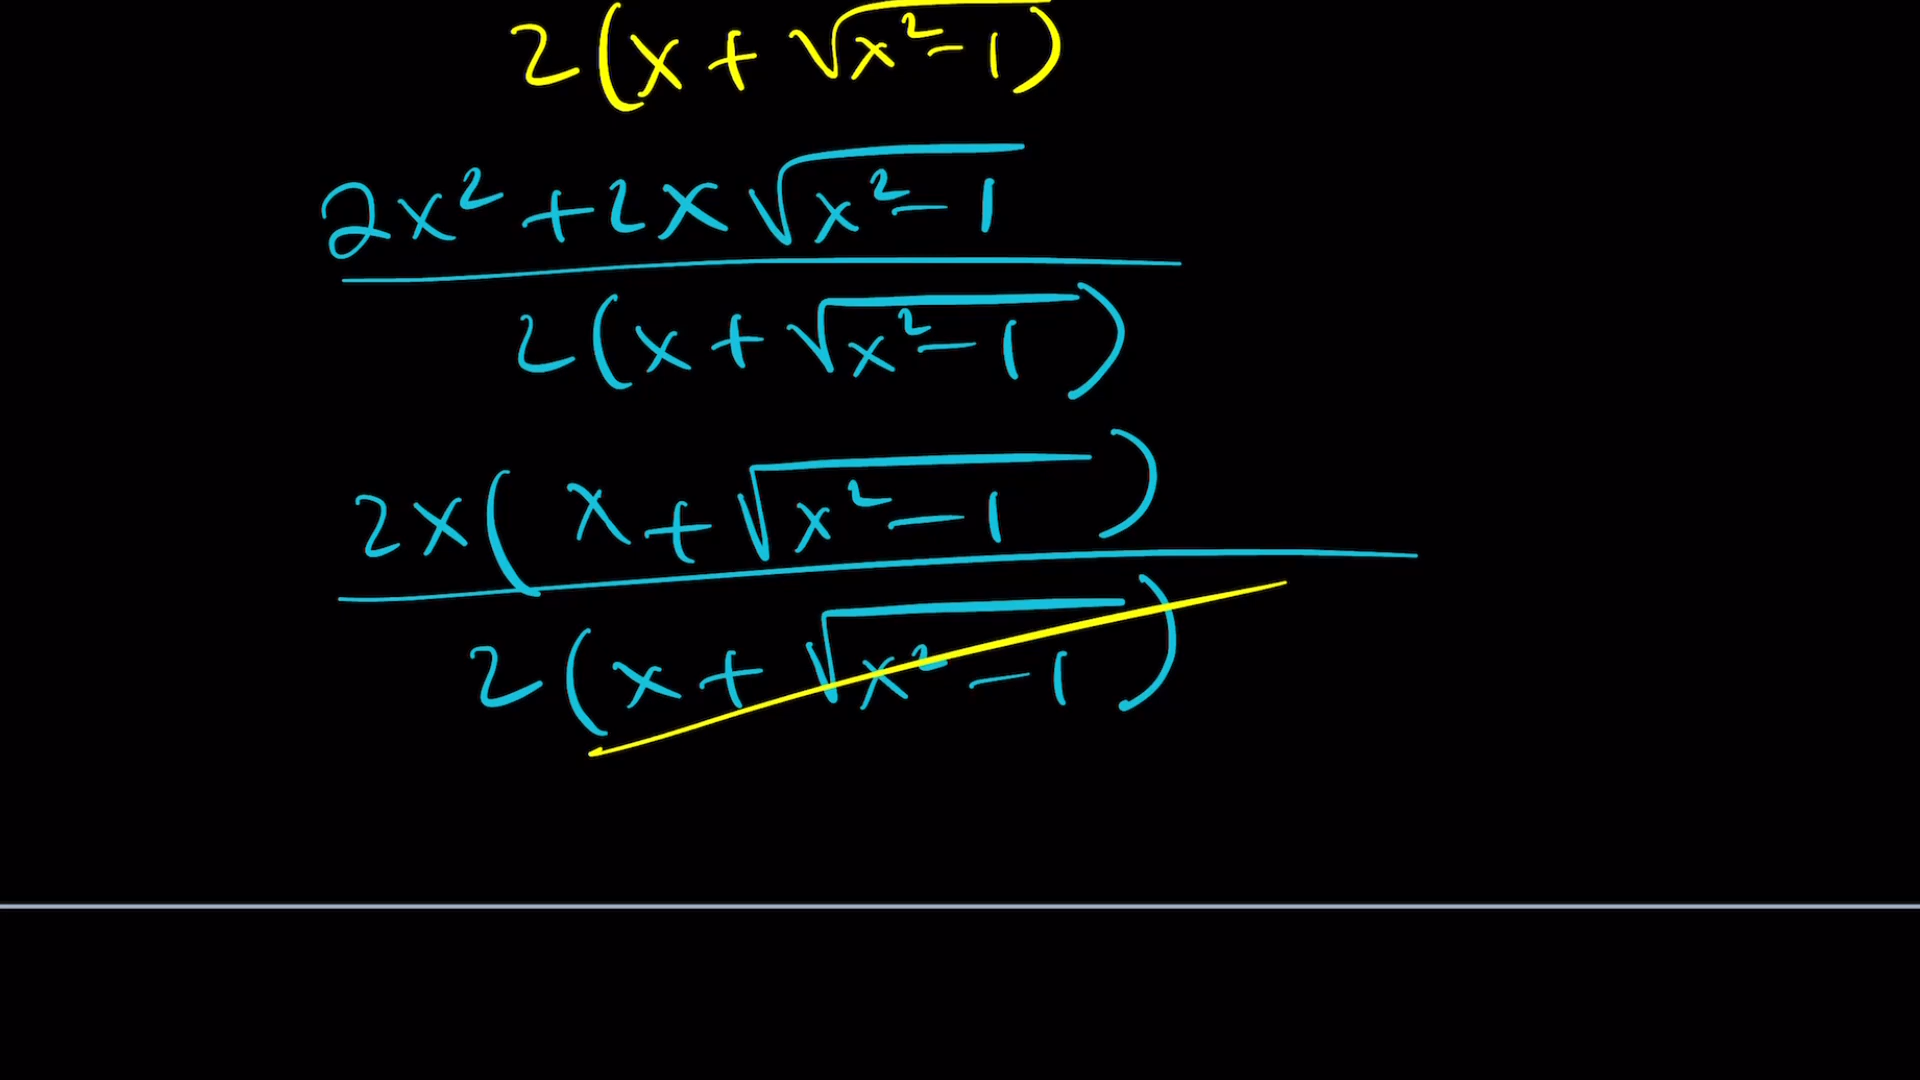 2(x + √x²-1)
2x² + 2x √x²-1
2(x + √x²-1)
2x(x + √x²-1)
2(x + √x²-1)